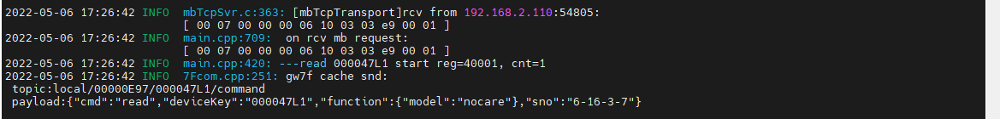 2022-05-06 17:26:42 INFO mbTcpSvr.c:363: [mbTcpTransport]rcv from 192.168.2.110:54805:
[ 00 07 00 00 00 06 10 03 03 e9 00 01 ]
2022-05-06 17:26:42 INFO main.cpp:709: on rcv mb request:
[ 00 07 00 00 00 06 10 03 03 e9 00 01 ]
2022-05-06 17:26:42 INFO main.cpp:420: ---read 000047L1 start reg=40001, cnt=1
2022-05-06 17:26:42 INFO 7Fcom.cpp:251: gw7f cache snd:
topic:local/00000E97/000047L1/command
payload:{"cmd":"read","deviceKey":"000047L1","function":{"model":"nocare"},"sno":"6-16-3-7"}